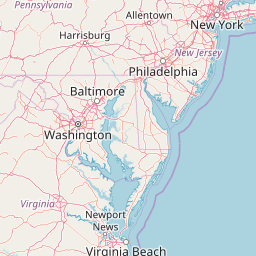 Pennsylvania
Allentown
New York
Harrisburg
New Jersey
Philadelphia
Baltimore
Washington
Virginia
Newport
News
Virginia Beach